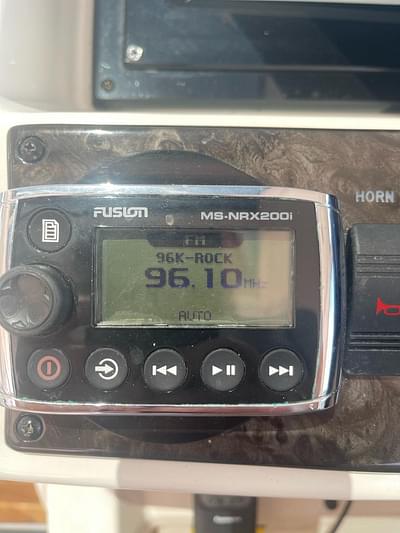 HORN
FUSION MS-NRX200i
FM
96K-ROCK
96.10 MHz
AUTO